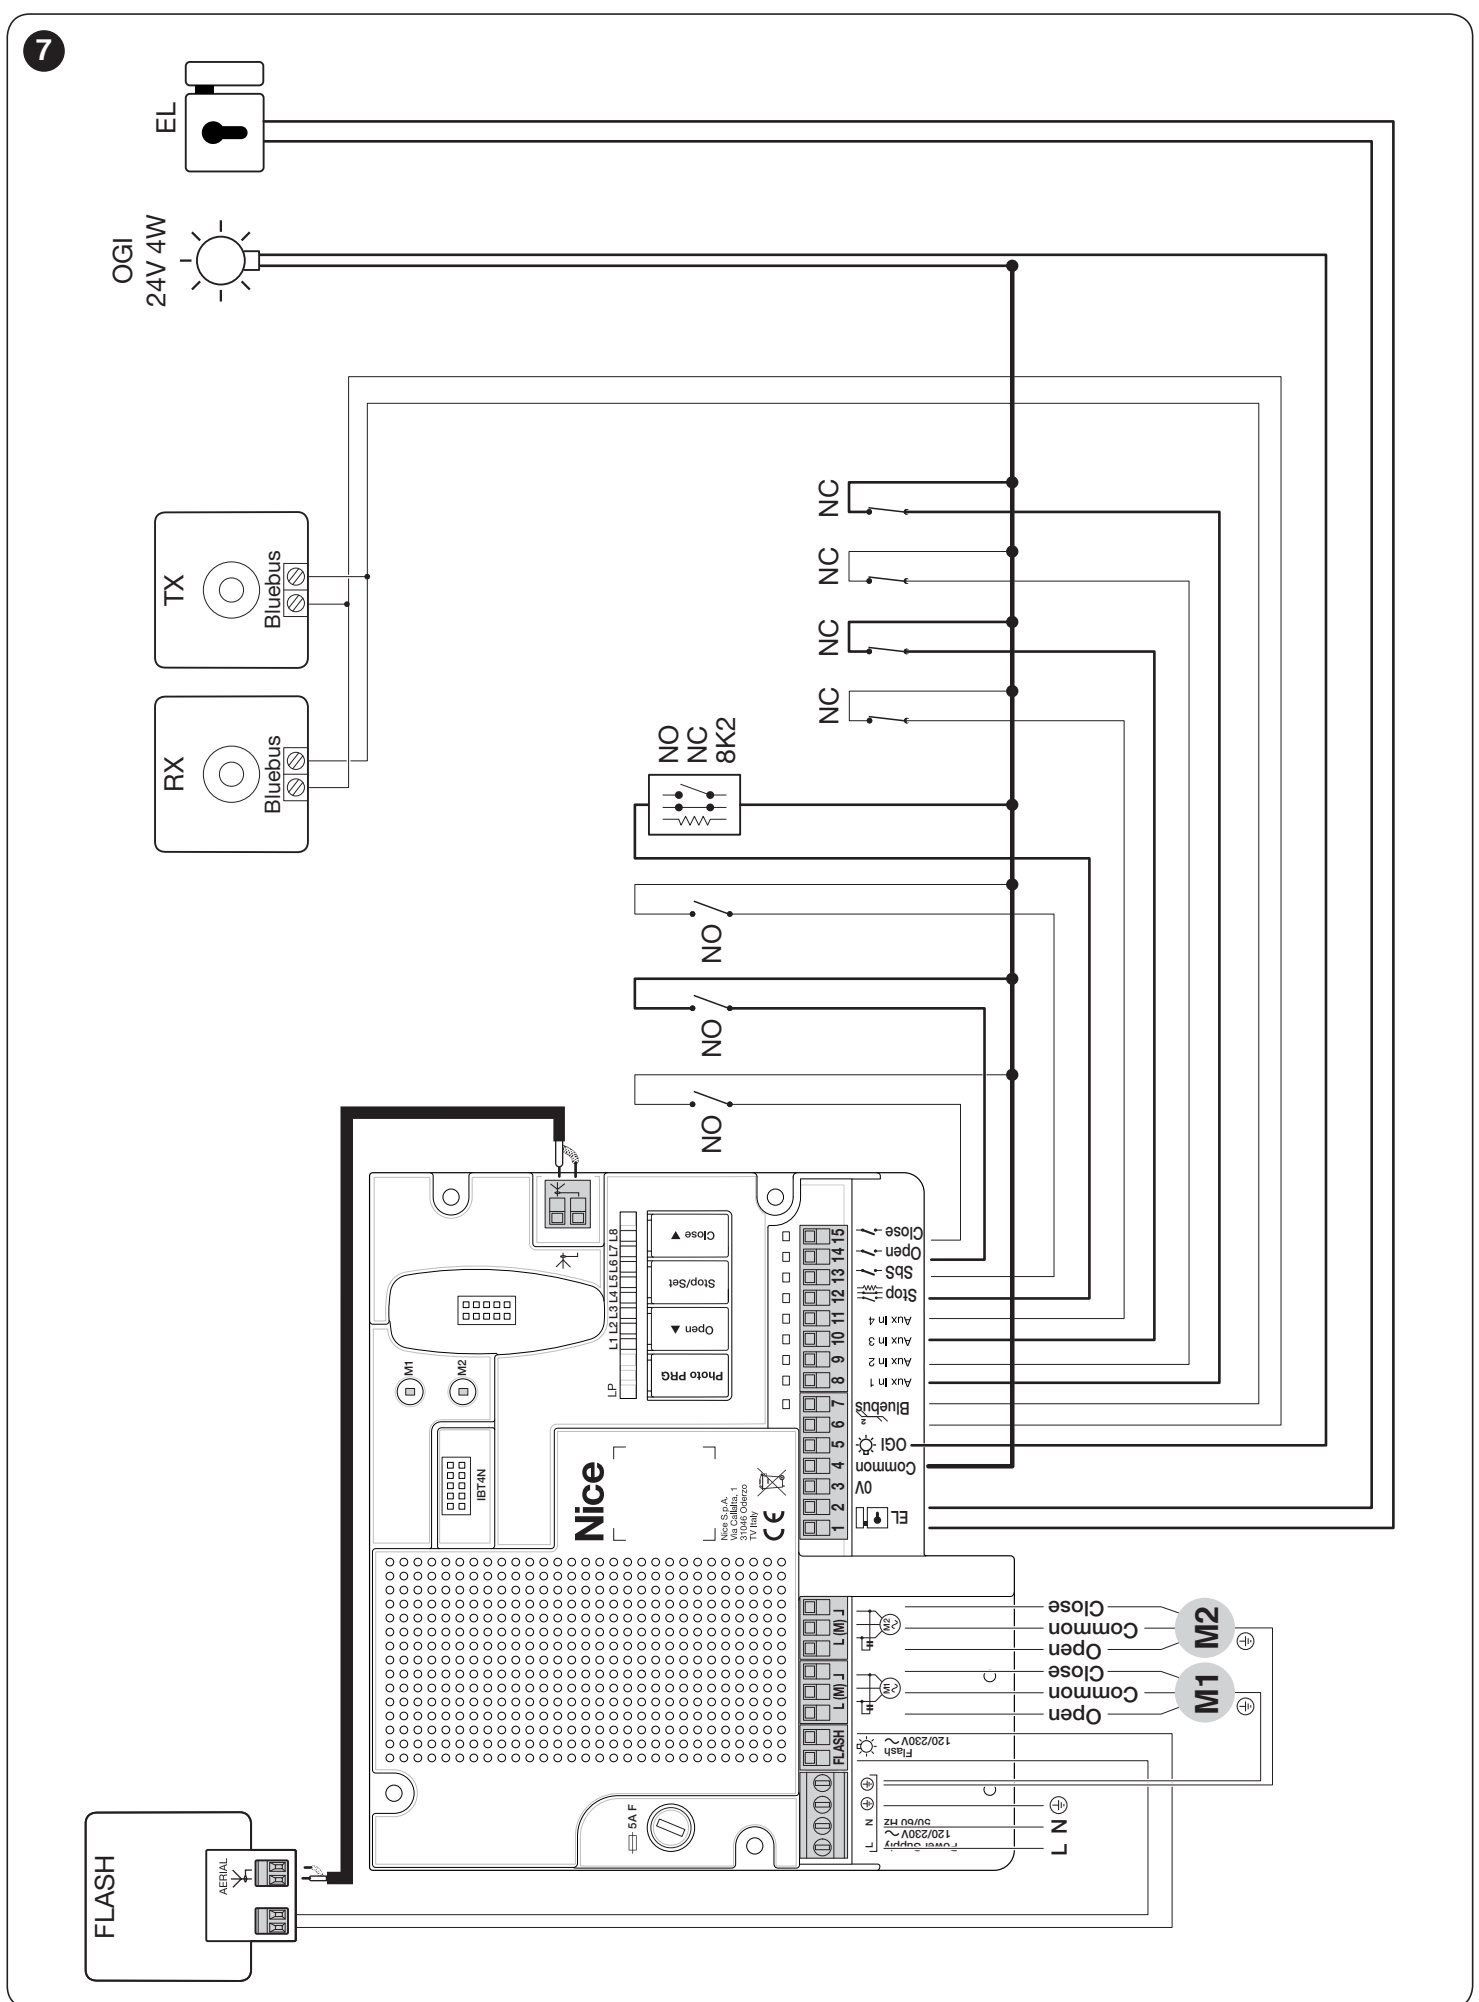 7
EL
OGI
24V 4W
TX
Bluebus
RX
Bluebus
NC
NC
NC
NC
NO
NC
8K2
NO
NO
NO
L1 L2 L3 L4 L5 L6 L7 L8
LP
Close ▼
Stop/Set
Open ▲
Photo PRG
M1
M2
IBT4N
Nice
Nice S.p.A.
Via Callalta, 1
31046 Oderzo
TV Italy
CE
15 Close
14 Open
13 SbS
12 Stop
11 Aux In 4
10 Aux In 3
9 Aux In 2
8 Aux In 1
7 Bluebus
6
5 OGI
4 Common
3 0V
2 EL
1
L (M)
M2
Close
Common
Open
M2
L (M)
M1
Close
Common
Open
M1
FLASH
Flash
120/230V
5A F
L
N
Power Supply
120/230V
50/60 Hz
L
N
FLASH
AERIAL